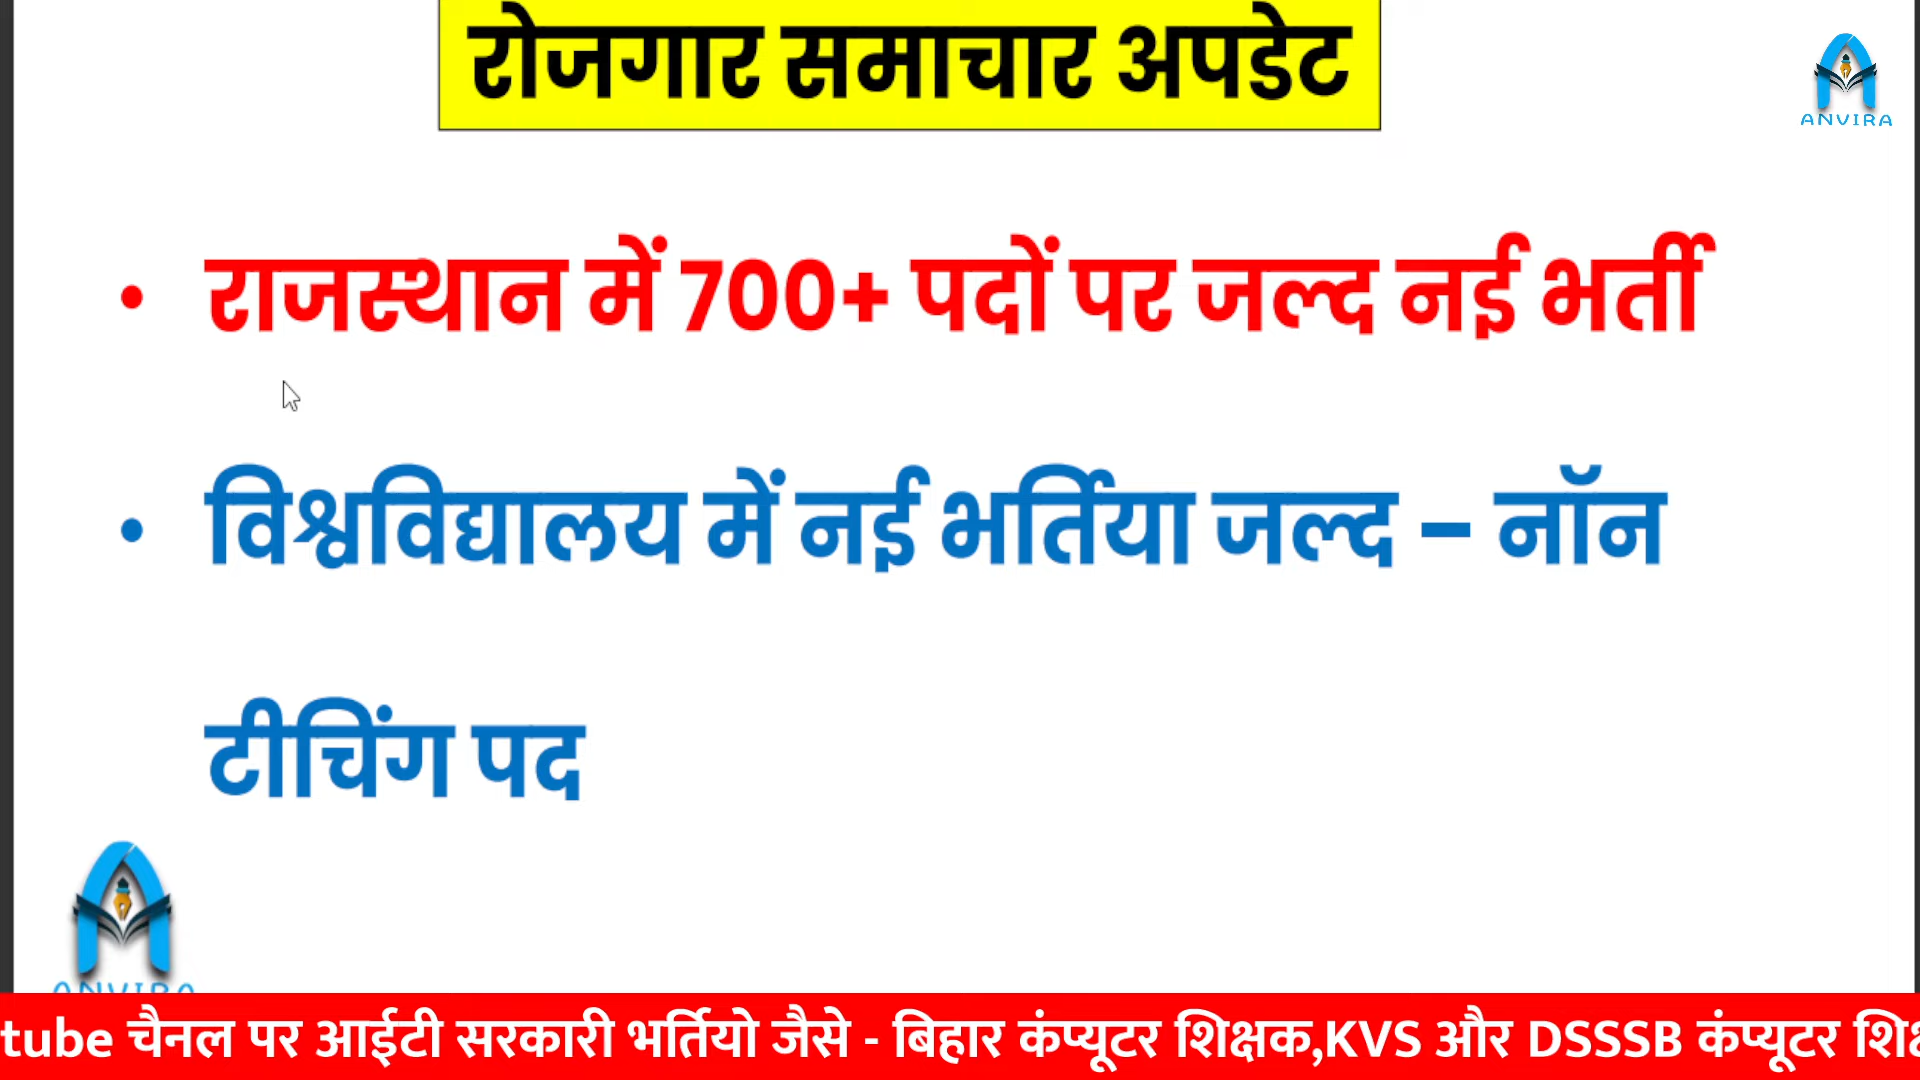 रोजगार समाचार अपडेट
ANVIRA
• राजस्थान में 700+ पदों पर जल्द नई भर्ती
• विश्वविद्यालय में नई भर्तिया जल्द – नॉन
टीचिंग पद
ANVIRA
tube चैनल पर आईटी सरकारी भर्तियो जैसे - बिहार कंप्यूटर शिक्षक,KVS और DSSSB कंप्यूटर